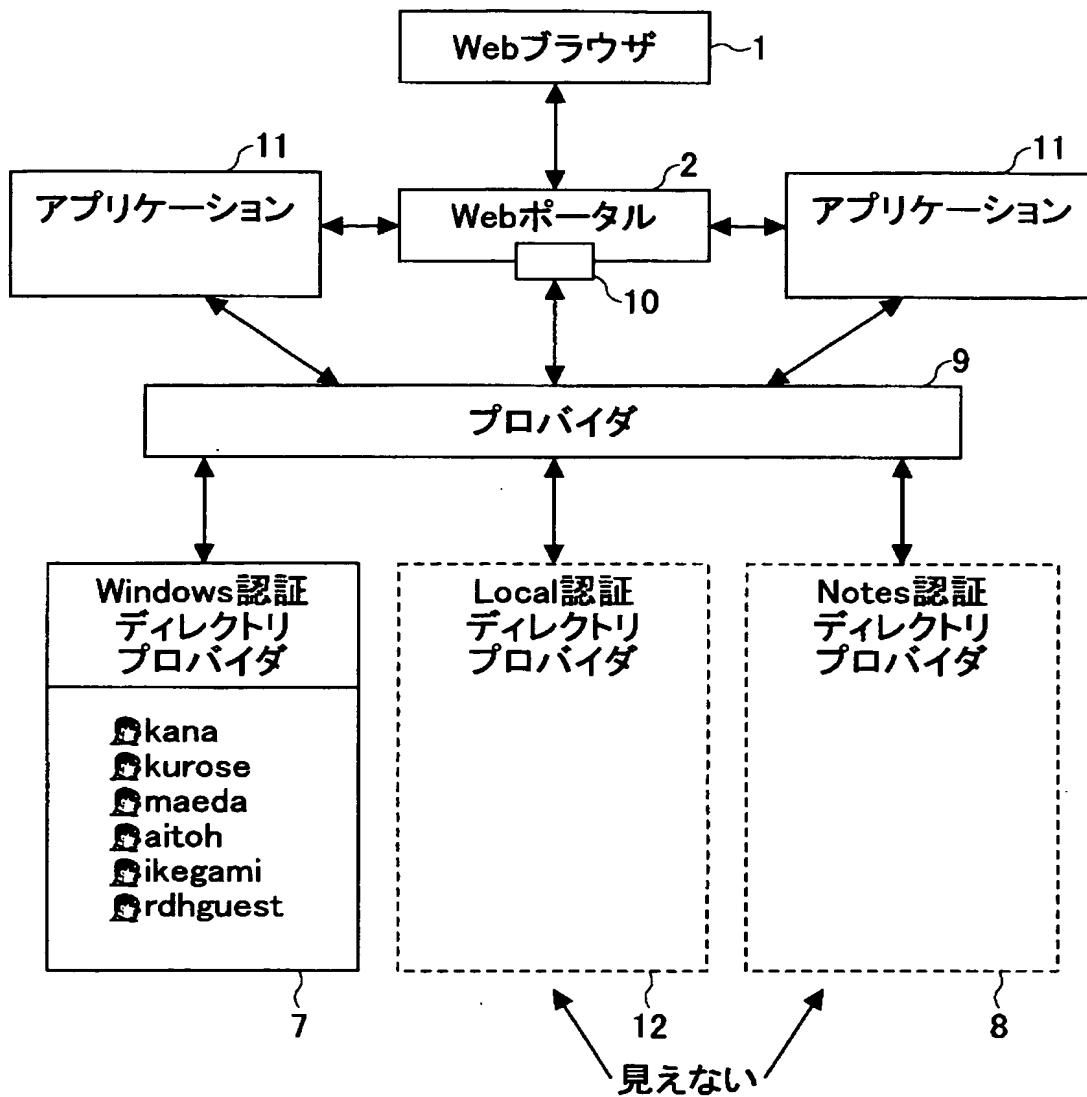 Webブラウザ
1
11
アプリケーション
2
Webポータル
10
11
アプリケーション
9
プロバイダ
Windows認証
ディレクトリ
プロバイダ
kana
kurose
maeda
aitoh
ikegami
rdhguest
7
Local認証
ディレクトリ
プロバイダ
12
Notes認証
ディレクトリ
プロバイダ
8
見えない